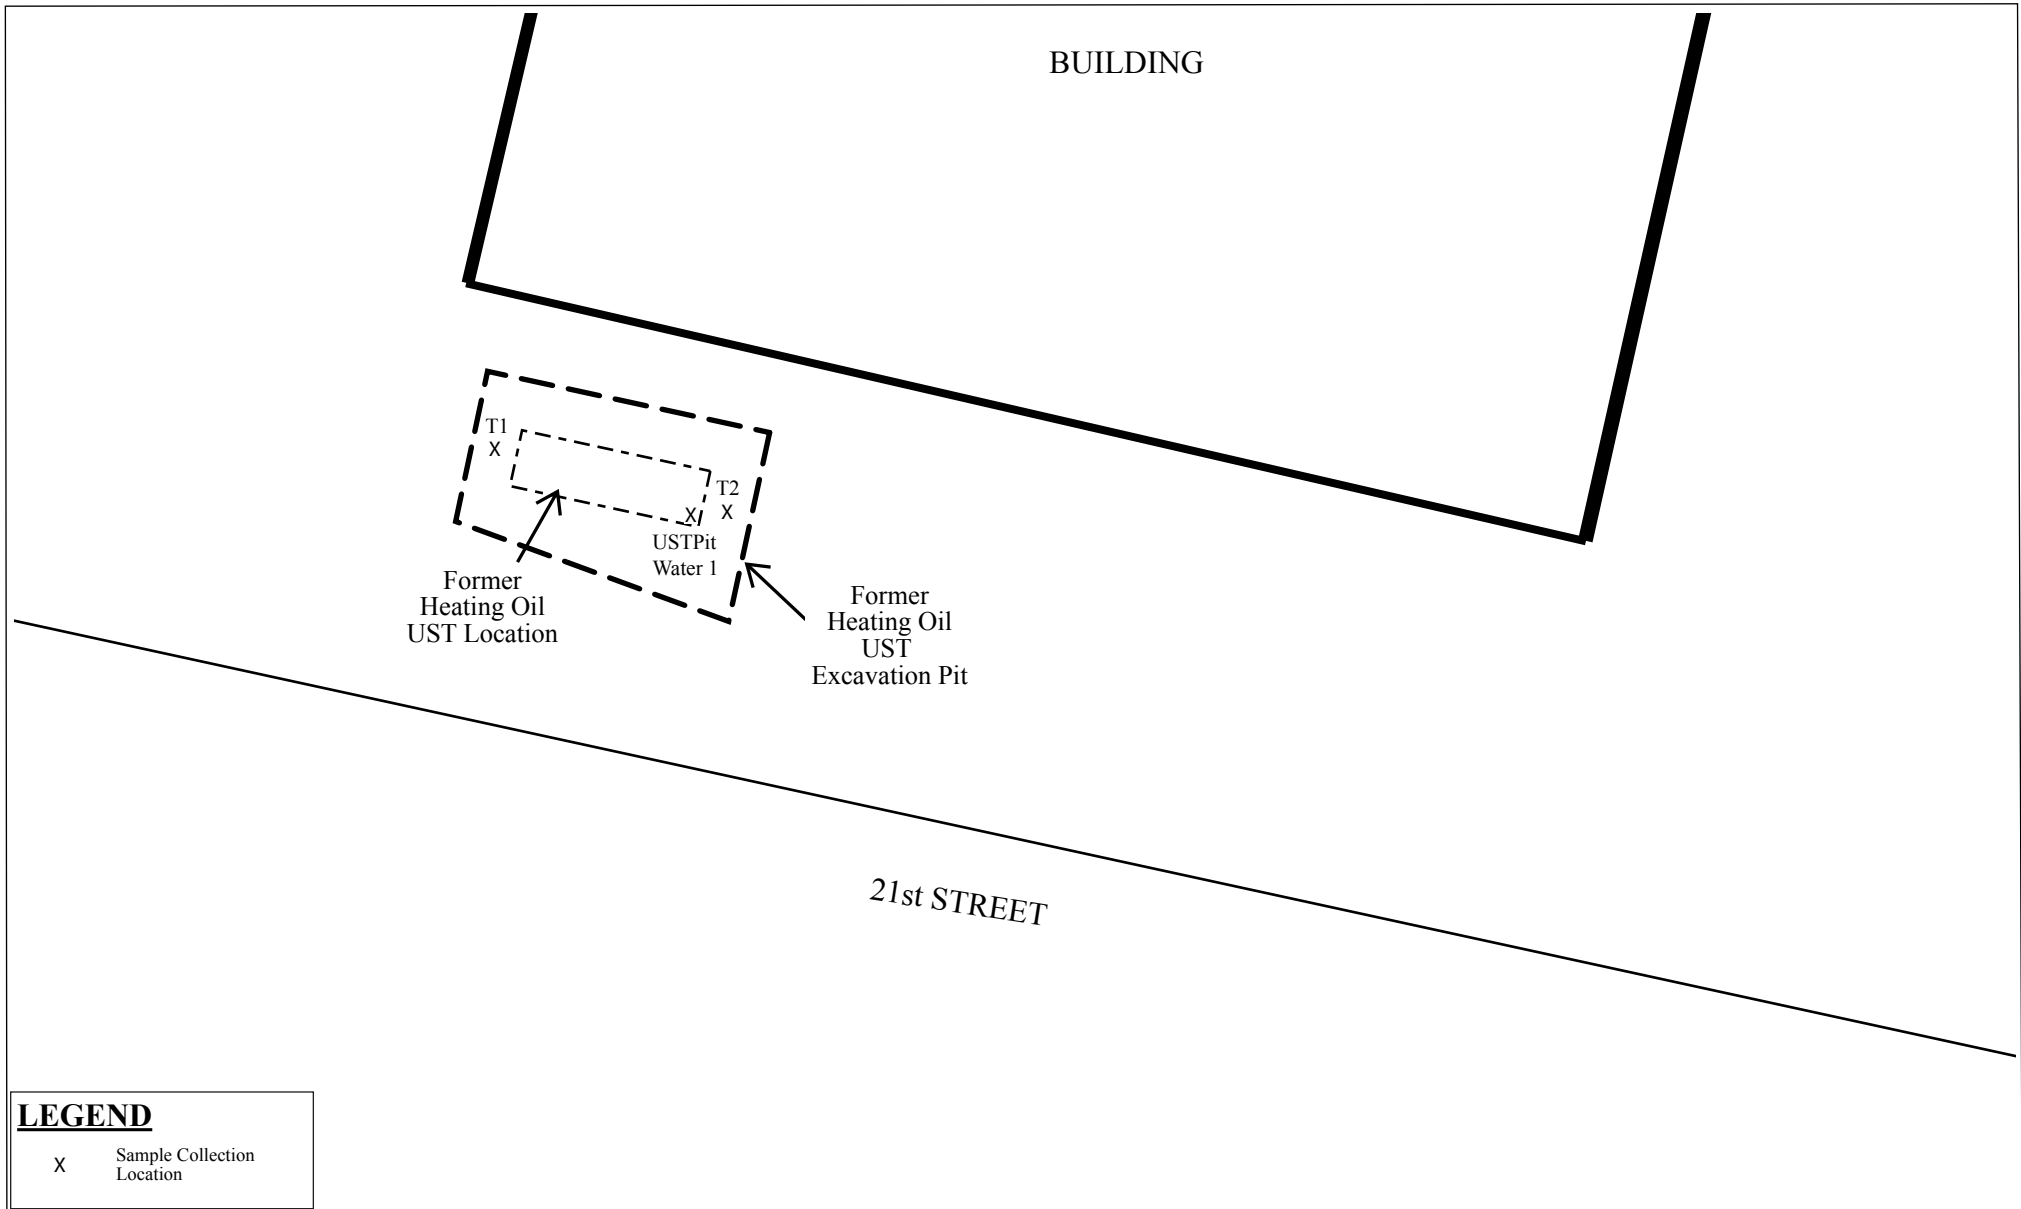 BUILDING
T1
X
T2
X
X
USTPit
Water 1
Former
Heating Oil
UST Location
Former
Heating Oil
UST
Excavation Pit
21st STREET
LEGEND
X Sample Collection
Location